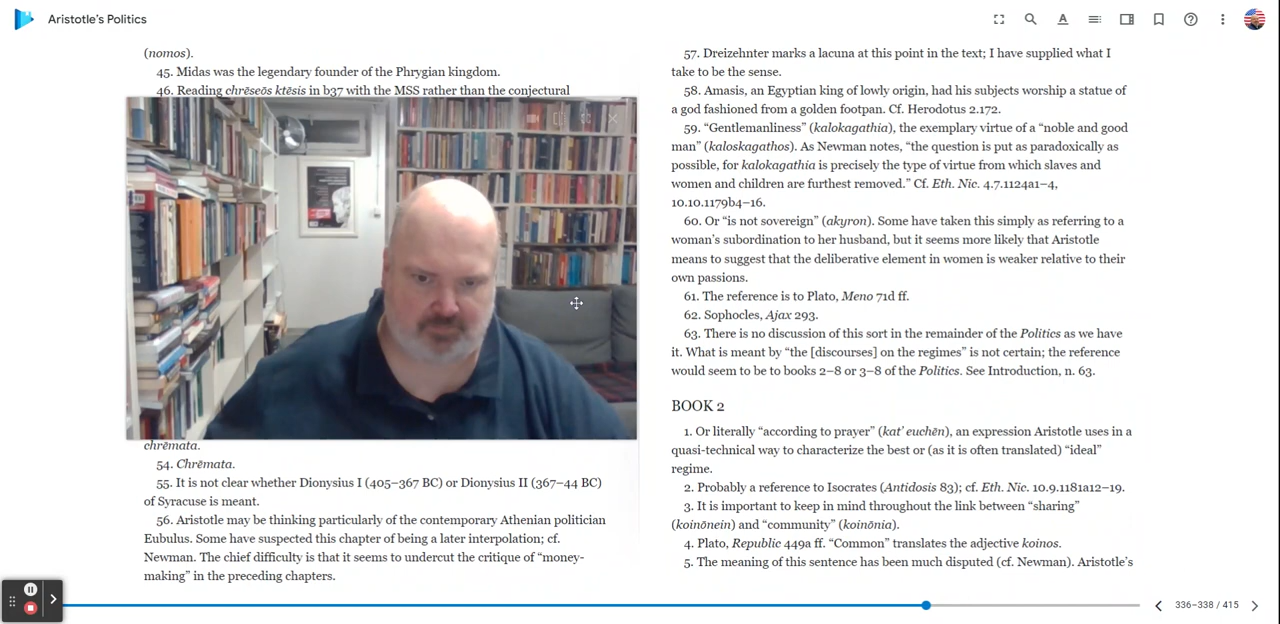 Aristotle's Politics
(nomos).
45. Midas was the legendary founder of the Phrygian kingdom.
46. Reading chrēseōs ktēsis in b37 with the MSS rather than the conjectural
chrēmata.
54. Chrēmata.
55. It is not clear whether Dionysius I (405–367 BC) or Dionysius II (367–44 BC)
of Syracuse is meant.
56. Aristotle may be thinking particularly of the contemporary Athenian politician
Eubulus. Some have suspected this chapter of being a later interpolation; cf.
Newman. The chief difficulty is that it seems to undercut the critique of “money-
making” in the preceding chapters.
57. Dreizehnter marks a lacuna at this point in the text; I have supplied what I
take to be the sense.
58. Amasis, an Egyptian king of lowly origin, had his subjects worship a statue of
a god fashioned from a golden footpan. Cf. Herodotus 2.172.
59. “Gentlemanliness” (kalokagathia), the exemplary virtue of a “noble and good
man” (kaloskagathos). As Newman notes, “the question is put as paradoxically as
possible, for kalokagathia is precisely the type of virtue from which slaves and
women and children are furthest removed.” Cf. Eth. Nic. 4.7.1124a1–4,
10.10.1179b4–16.
60. Or “is not sovereign” (akyron). Some have taken this simply as referring to a
woman’s subordination to her husband, but it seems more likely that Aristotle
means to suggest that the deliberative element in women is weaker relative to their
own passions.
61. The reference is to Plato, Meno 71d ff.
62. Sophocles, Ajax 293.
63. There is no discussion of this sort in the remainder of the Politics as we have
it. What is meant by “the [discourses] on the regimes” is not certain; the reference
would seem to be to books 2–8 or 3–8 of the Politics. See Introduction, n. 63.
BOOK 2
1. Or literally “according to prayer” (kat’ euchēn), an expression Aristotle uses in a
quasi-technical way to characterize the best or (as it is often translated) “ideal”
regime.
2. Probably a reference to Isocrates (Antidosis 83); cf. Eth. Nic. 10.9.1181a12–19.
3. It is important to keep in mind throughout the link between “sharing”
(koinōnein) and “community” (koinōnia).
4. Plato, Republic 449a ff. “Common” translates the adjective koinos.
5. The meaning of this sentence has been much disputed (cf. Newman). Aristotle’s
336–338 / 415